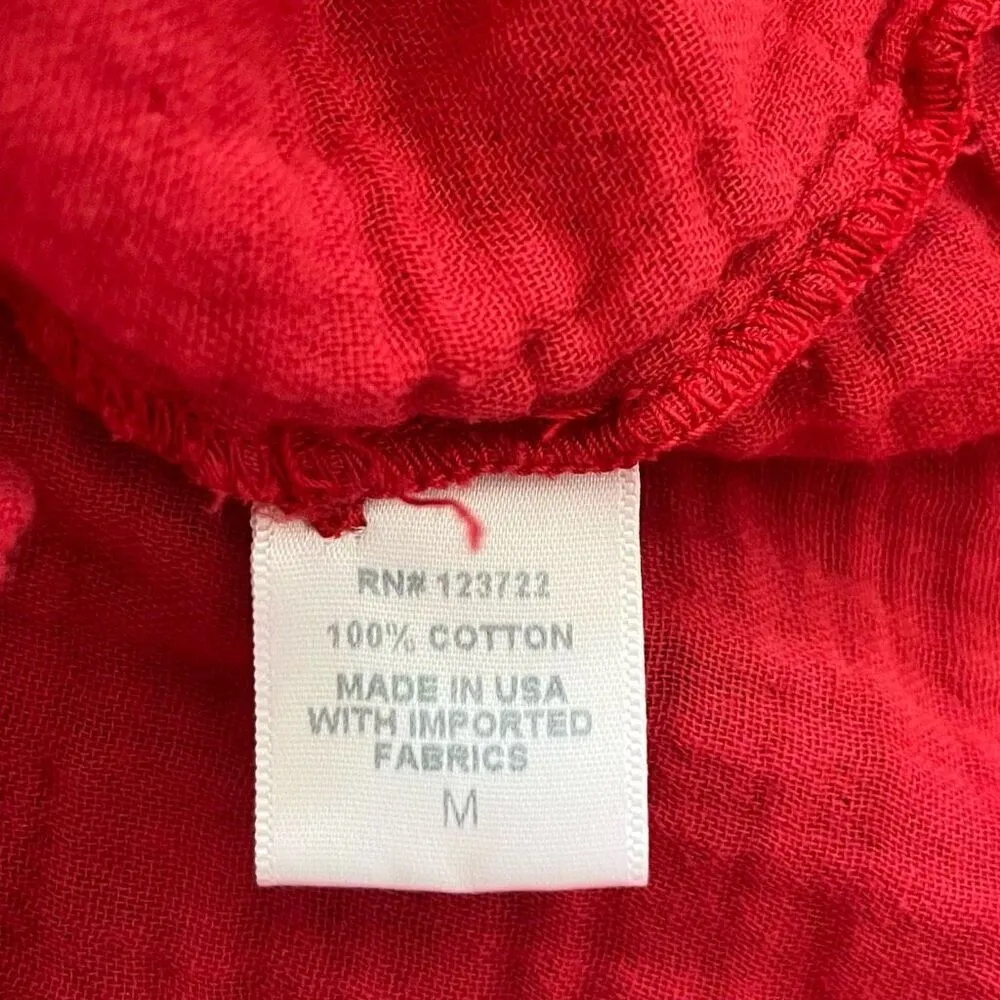 RN# 123722
100% COTTON
MADE IN USA
WITH IMPORTED
FABRICS
M